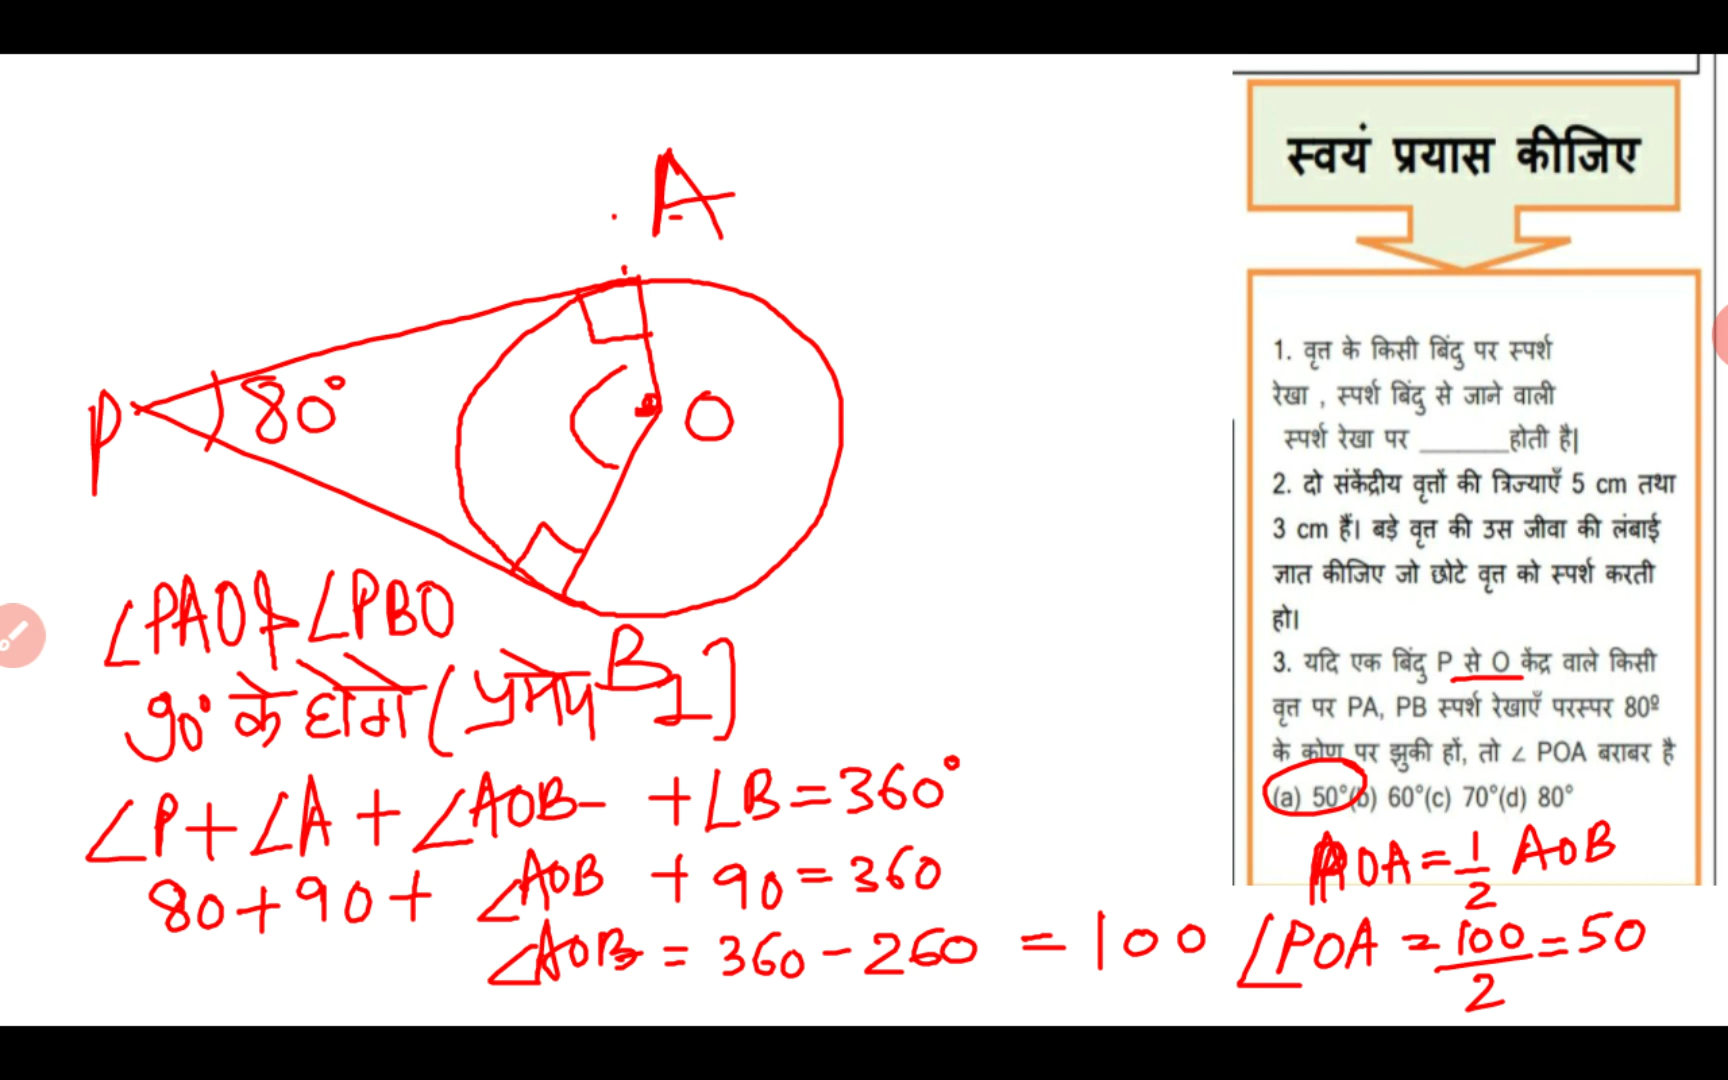 A
P 80° O
B
∠PAO & ∠PBO
90° के होगा (प्रमेय 1]
∠P + ∠A + ∠AOB + ∠B = 360°
80 + 90 + ∠AOB + 90 = 360
∠AOB = 360 - 260 = 100
स्वयं प्रयास कीजिए
1. वृत्त के किसी बिंदु पर स्पर्श
रेखा , स्पर्श बिंदु से जाने वाली
स्पर्श रेखा पर _______होती है|
2. दो संकेंद्रीय वृत्तों की त्रिज्याएँ 5 cm तथा
3 cm हैं। बड़े वृत्त की उस जीवा की लंबाई
ज्ञात कीजिए जो छोटे वृत्त को स्पर्श करती
हो।
3. यदि एक बिंदु P से O केंद्र वाले किसी
वृत्त पर PA, PB स्पर्श रेखाएँ परस्पर 80º
के कोण पर झुकी हों, तो ∠ POA बराबर है
(a) 50°(b) 60°(c) 70°(d) 80°
POA = 1/2 AOB
∠POA = 100/2 = 50